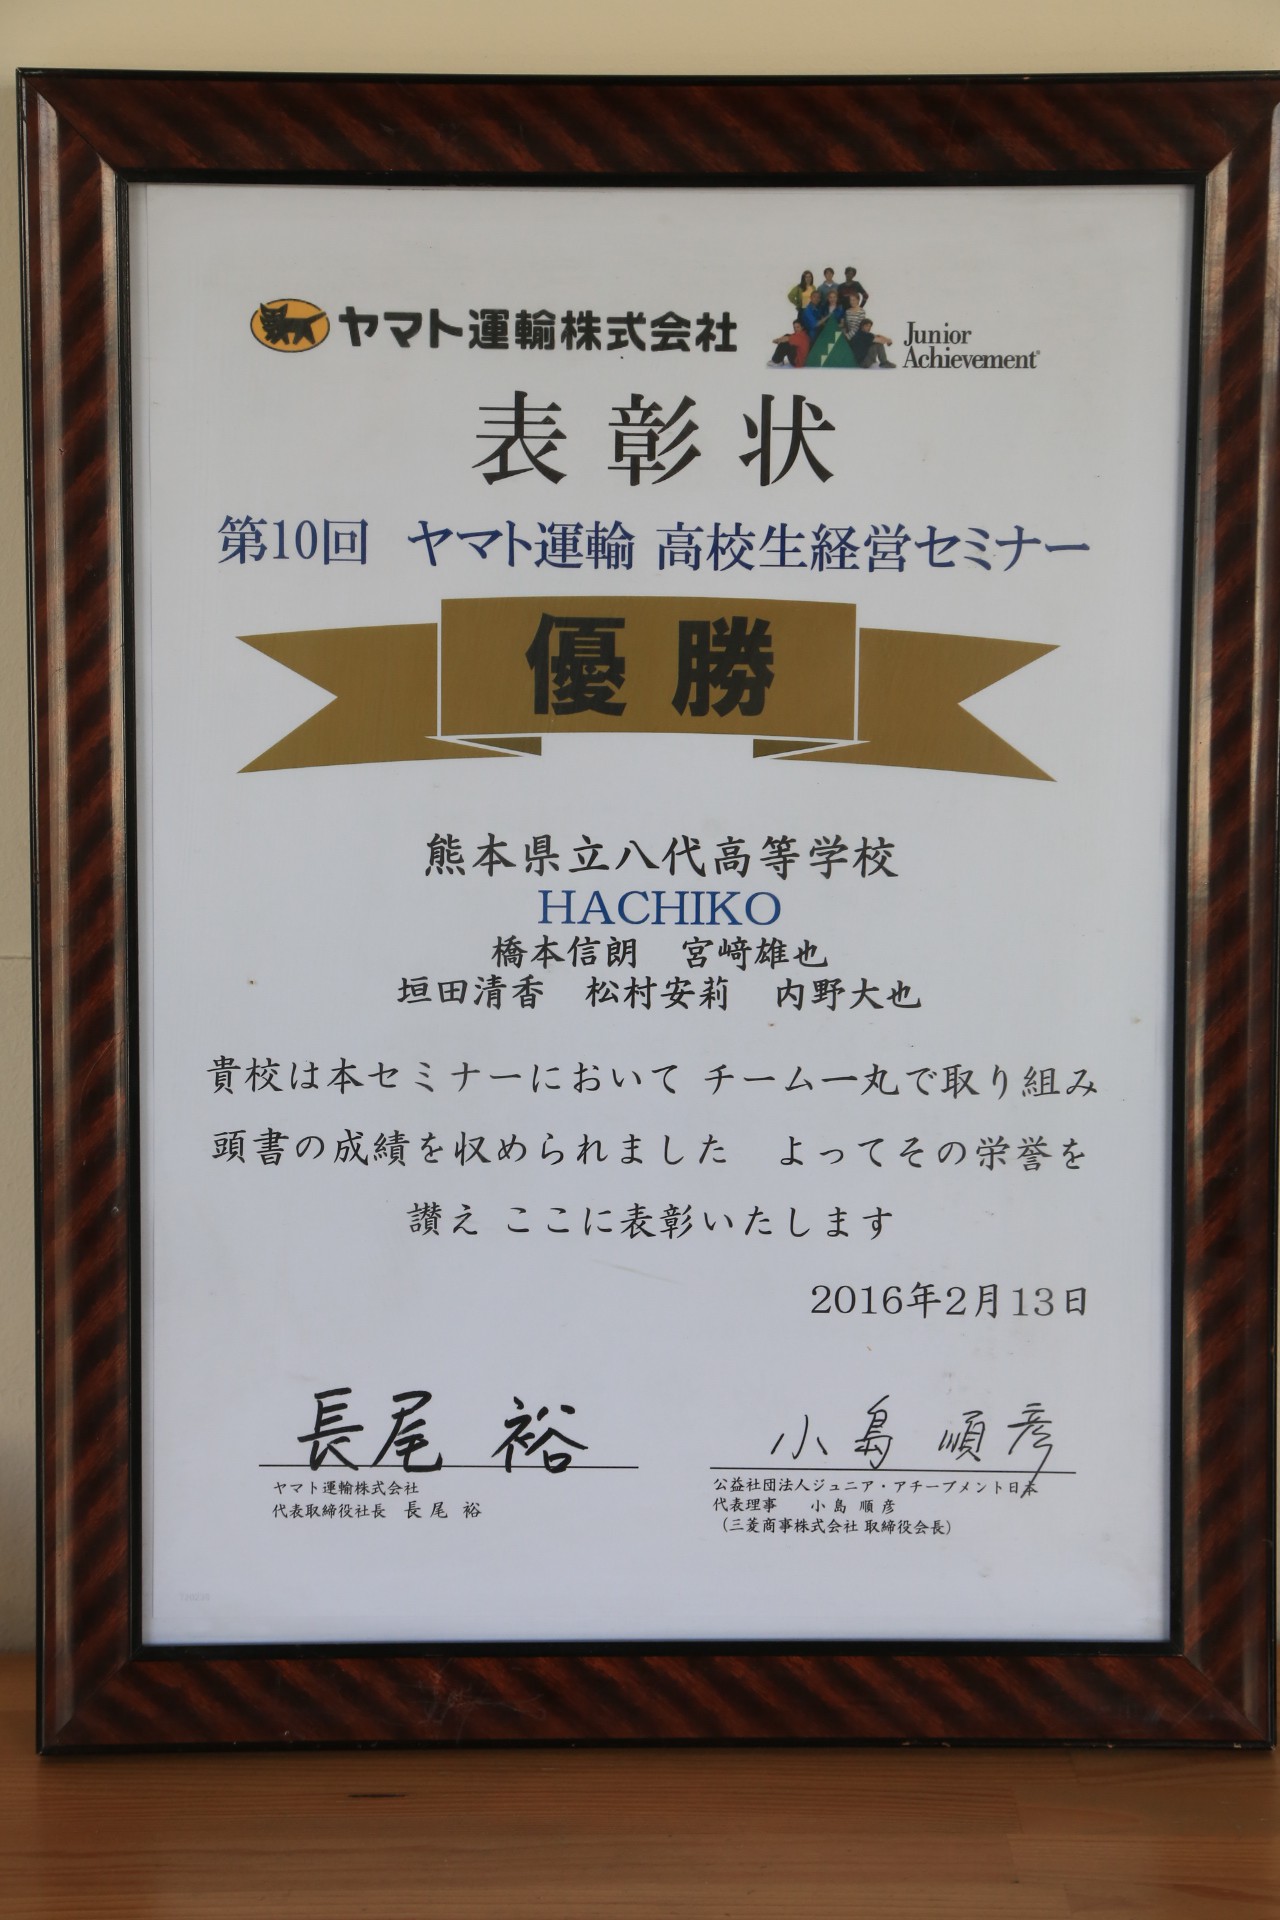 ヤマト運輸株式会社
Junior
Achievement®
表彰状
第10回 ヤマト運輸 高校生経営セミナー
優勝
熊本県立八代高等学校
HACHIKO
橋本信朗 宮﨑雄也
垣田清香 松村安莉 内野大也
貴校は本セミナーにおいて チーム一丸で取り組み
頭書の成績を収められました よってその栄誉を
讃え ここに表彰いたします
2016年2月13日
長尾 裕
ヤマト運輸株式会社
代表取締役社長 長尾 裕
小島 順彦
公益社団法人ジュニア・アチーブメント日本
代表理事 小島 順彦
(三菱商事株式会社 取締役会長)